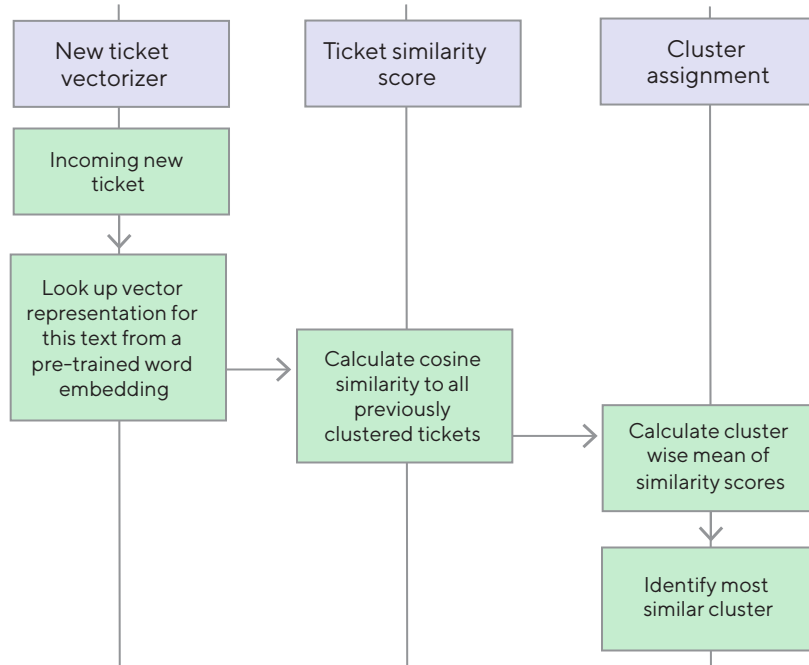 New ticket
vectorizer
Ticket similarity
score
Cluster
assignment
Incoming new
ticket
Look up vector
representation for
this text from a
pre-trained word
embedding
Calculate cosine
similarity to all
previously
clustered tickets
Calculate cluster
wise mean of
similarity scores
Identify most
similar cluster